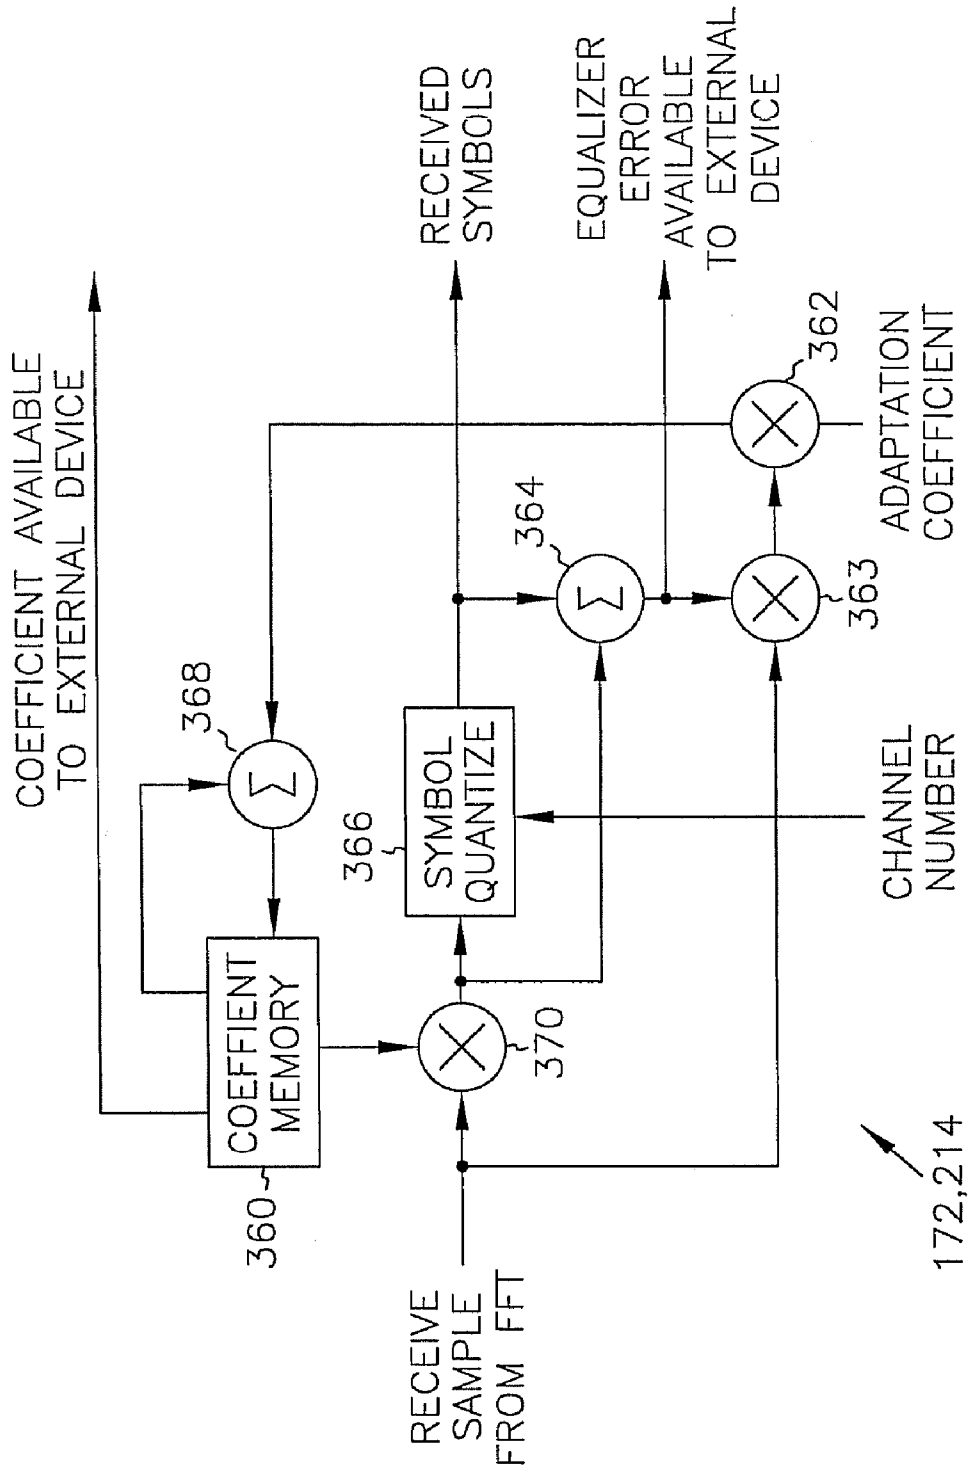 COEFFICIENT AVAILABLE
TO EXTERNAL DEVICE
368
360
COEFFIENT
MEMORY
366
SYMBOL
QUANTIZE
364
RECEIVED
SYMBOLS
EQUALIZER
ERROR
AVAILABLE
TO EXTERNAL
DEVICE
370
RECEIVE
SAMPLE
FROM FFT
363
362
CHANNEL
NUMBER
ADAPTATION
COEFFICIENT
172,214